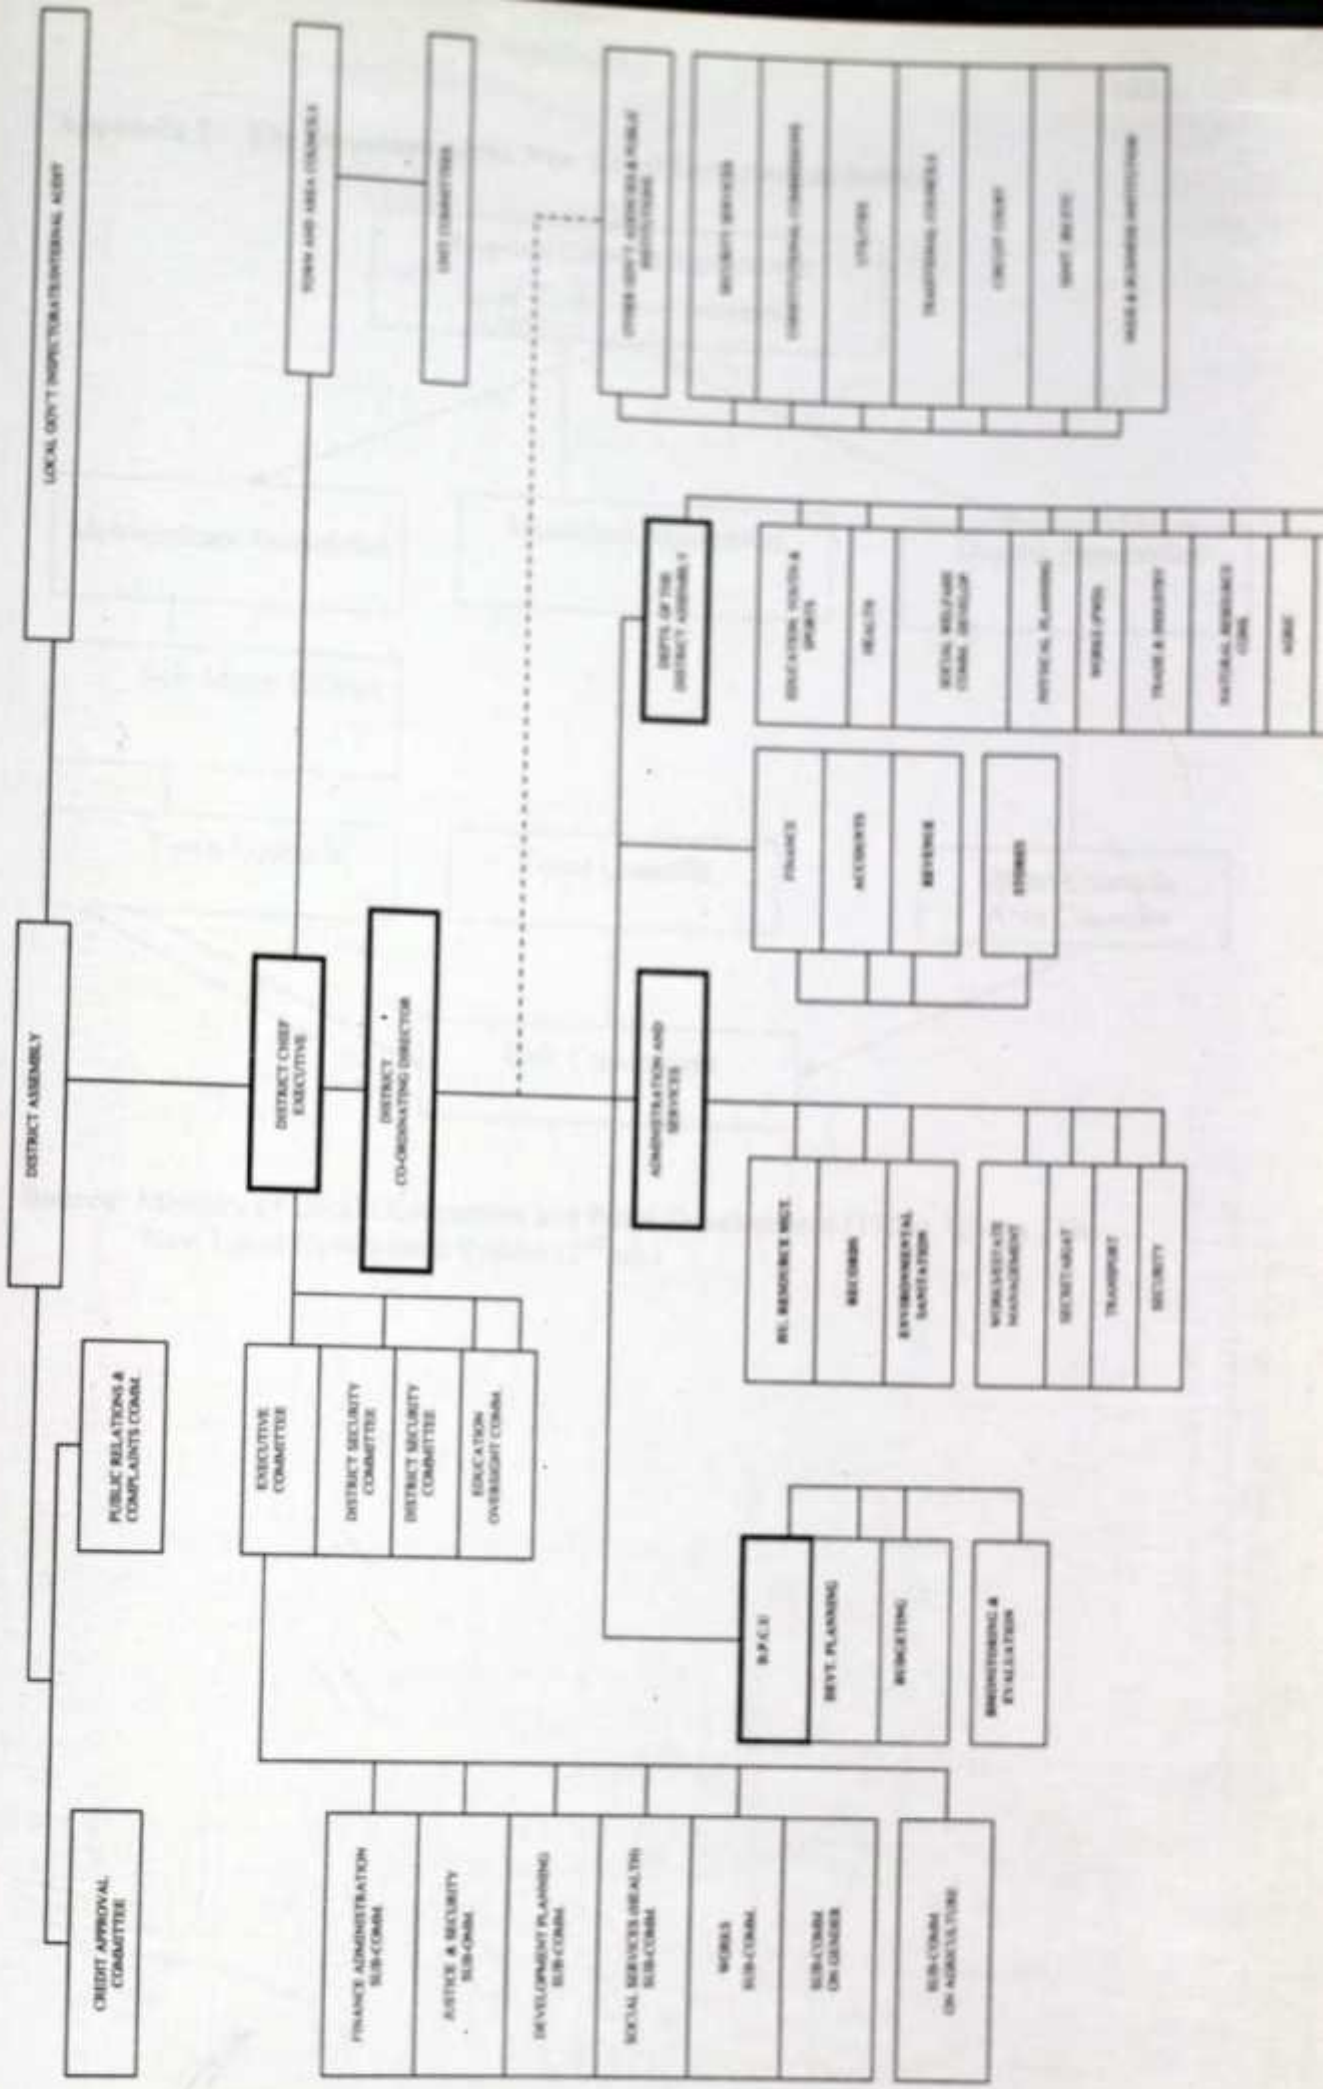 DISTRICT ASSEMBLY
LOCAL GOV'T INSPECTORATE/INTERNAL AUDIT
CREDIT APPROVAL
COMMITTEE
PUBLIC RELATIONS &
COMPLAINTS COMM.
DISTRICT CHIEF
EXECUTIVE
TOWN AND AREA COUNCILS
UNIT COMMITTEES
DISTRICT
CO-ORDINATING DIRECTOR
EXECUTIVE
COMMITTEE
DISTRICT SECURITY
COMMITTEE
DISTRICT SECURITY
COMMITTEE
EDUCATION
OVERSIGHT COMM.
FINANCE ADMINISTRATION
SUB-COMM.
JUSTICE & SECURITY
SUB-OMM.
DEVELOPMENT PLANNING
SUB-COMM.
SOCIAL SERVICES (HEALTH)
SUB-COMM.
WORKS
SUB-COMM.
SUB-COMM
ON GENDER
SUB-COMM
ON AGRICULTURE
D.P.C.U
DEVT. PLANNING
BUDGETING
MONITORING &
EVALUATION
ADMINISTRATION AND
SERVICES
HU. RESOURCE MGT.
RECORDS
ENVIRONMENTAL
SANITATION
WORKS/ESTATE
MANAGEMENT
SECRETARIAT
TRANSPORT
SECURITY
FINANCE
ACCOUNTS
REVENUE
STORES
DEPTS. OF THE
DISTRICT ASSEMBLY
EDUCATION, YOUTH &
SPORTS
HEALTH
SOCIAL WELFARE
COMM. DEVELOP.
PHYSICAL PLANNING
WORKS (PWD)
TRADE & INDUSTRY
NATURAL RESOURCE
CONS.
AGRIC
OTHER GOV'T AGENCIES & PUBLIC
INSTITUTIONS
SECURITY SERVICES
CONSTITUTIONAL COMMISSIONS
UTILITIES
TRADITIONAL COUNCILS
CIRCUIT COURT
& BUSINESS INSTITUTION